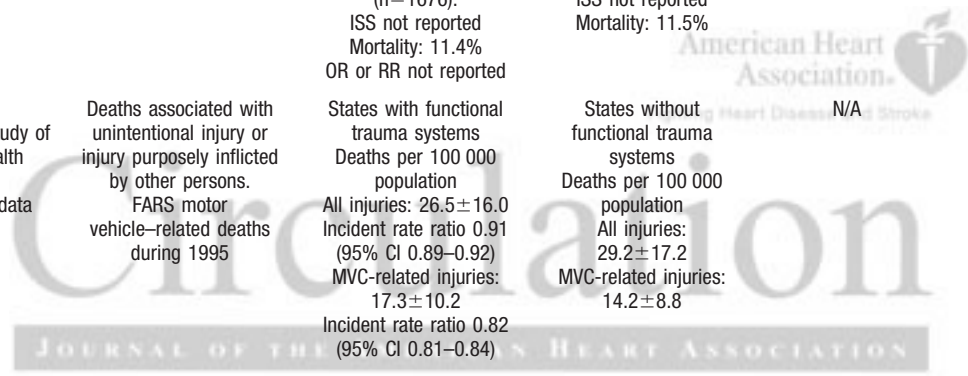 (n=1076):
ISS not reported
Mortality: 11.4%
OR or RR not reported
ISS not reported
Mortality: 11.5%
American Heart
Association®
udy of
alth
data
Deaths associated with
unintentional injury or
injury purposely inflicted
by other persons.
FARS motor
vehicle–related deaths
during 1995
States with functional
trauma systems
Deaths per 100 000
population
All injuries: 26.5±16.0
Incident rate ratio 0.91
(95% CI 0.89–0.92)
MVC-related injuries:
17.3±10.2
Incident rate ratio 0.82
(95% CI 0.81–0.84)
States without
functional trauma
systems
Deaths per 100 000
population
All injuries:
29.2±17.2
MVC-related injuries:
14.2±8.8
N/A
Heart Disease and Stroke
Circulation
JOURNAL OF THE AMERICAN HEART ASSOCIATION